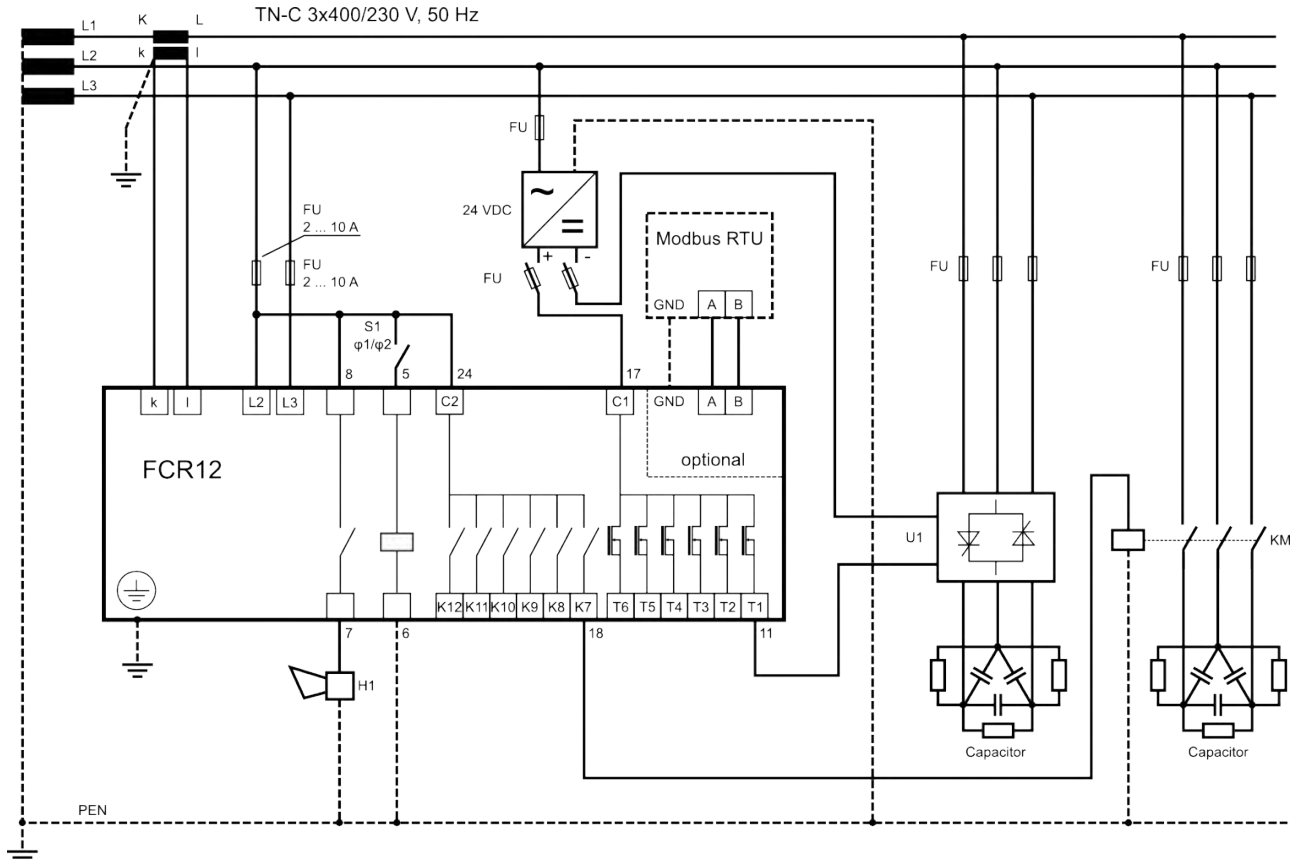 TN-C 3x400/230 V, 50 Hz
L1
K
L
L2
k
l
L3
FU
FU
2 ... 10 A
24 VDC
+
-
FU
2 ... 10 A
FU
Modbus RTU
GND
A
B
FU
FU
S1
φ1/φ2
8
5
24
17
k
l
L2
L3
C2
C1
GND
A
B
FCR12
optional
U1
KM
K12
K11
K10
K9
K8
K7
T6
T5
T4
T3
T2
T1
7
6
18
11
H1
Capacitor
Capacitor
PEN